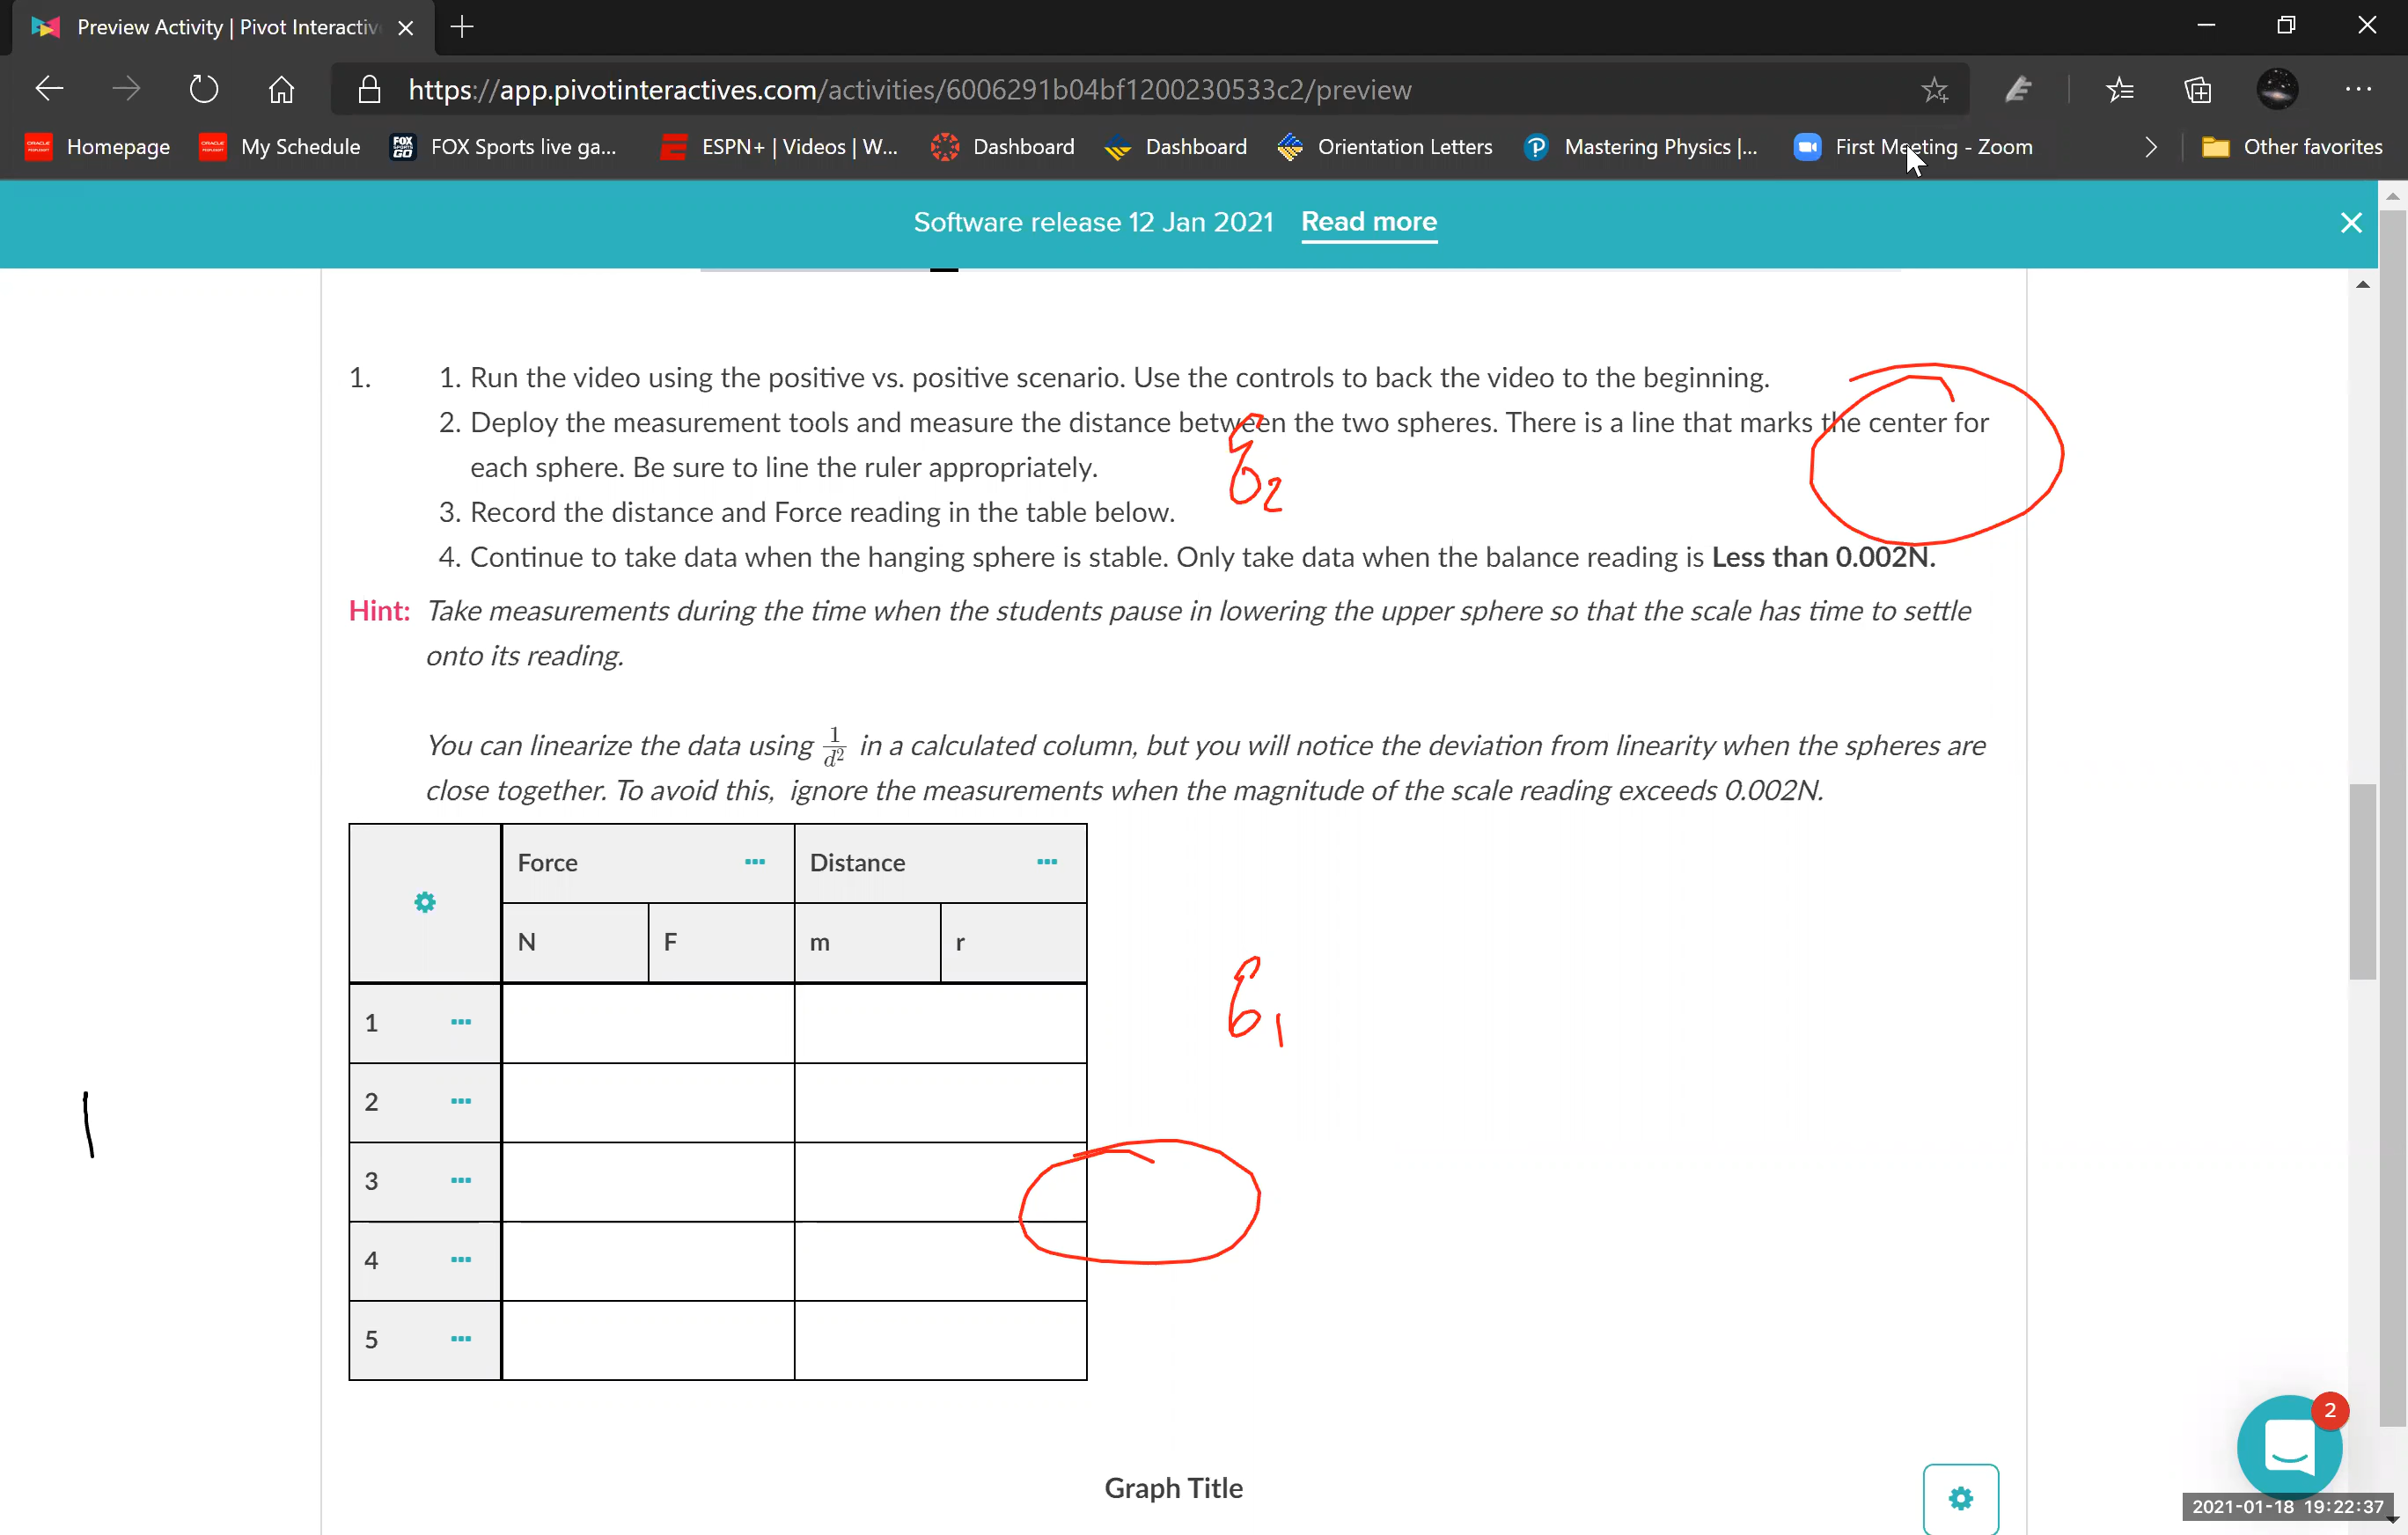 Preview Activity | Pivot Interactiv
https://app.pivotinteractives.com/activities/6006291b04bf1200230533c2/preview
Homepage My Schedule FOX Sports live ga... ESPN+ | Videos | W... Dashboard Dashboard Orientation Letters Mastering Physics |... First Meeting - Zoom Other favorites
Software release 12 Jan 2021 Read more
1. 1. Run the video using the positive vs. positive scenario. Use the controls to back the video to the beginning.
2. Deploy the measurement tools and measure the distance between the two spheres. There is a line that marks the center for
each sphere. Be sure to line the ruler appropriately.
3. Record the distance and Force reading in the table below.
4. Continue to take data when the hanging sphere is stable. Only take data when the balance reading is Less than 0.002N.
Hint: Take measurements during the time when the students pause in lowering the upper sphere so that the scale has time to settle
onto its reading.
You can linearize the data using 1/d² in a calculated column, but you will notice the deviation from linearity when the spheres are
close together. To avoid this, ignore the measurements when the magnitude of the scale reading exceeds 0.002N.
Force ... Distance ...
N F m r
1 ...
2 ...
3 ...
4 ...
5 ...
Graph Title
2
2021-01-18 19:22:37